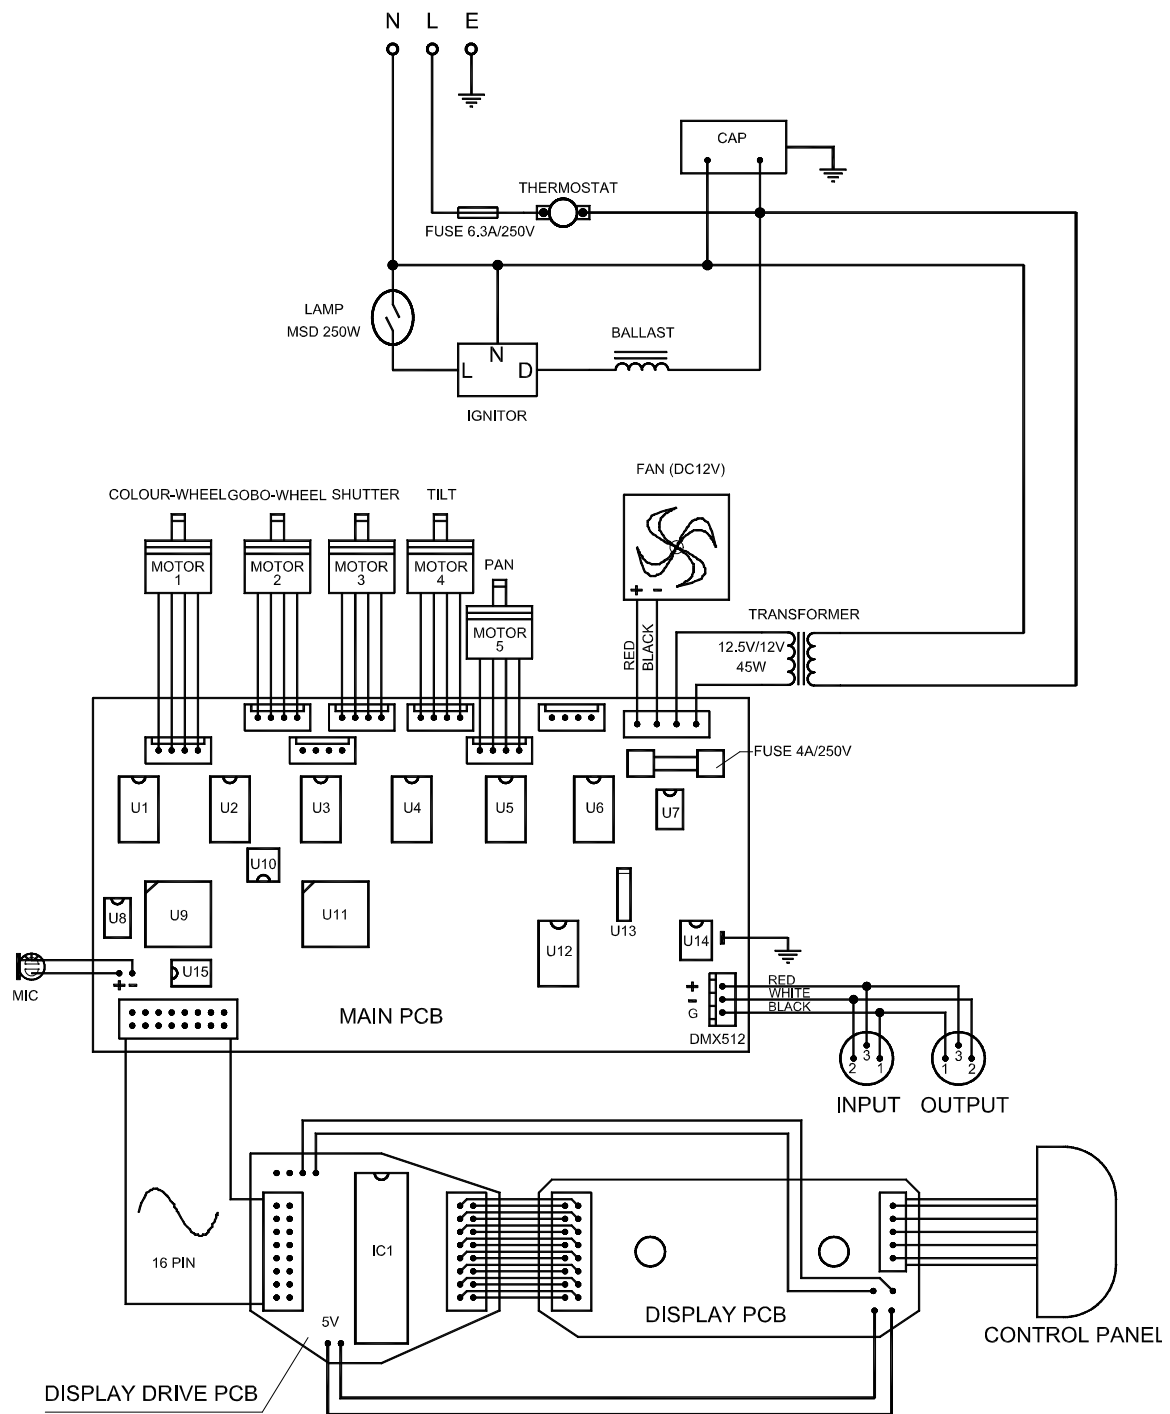 N L E
CAP
THERMOSTAT
FUSE 6.3A/250V
LAMP
MSD 250W
BALLAST
L N D
IGNITOR
FAN (DC12V)
COLOUR-WHEEL GOBO-WHEEL SHUTTER TILT
MOTOR
1
MOTOR
2
MOTOR
3
MOTOR
4
PAN
MOTOR
5
+ -
RED
BLACK
TRANSFORMER
12.5V/12V
45W
FUSE 4A/250V
U1 U2 U3 U4 U5 U6 U7
U10
U8 U9 U11 U13
U12 U14
U15
MIC
+ -
MAIN PCB
+ RED
- WHITE
G BLACK
DMX512
2 3 1
1 3 2
INPUT OUTPUT
16 PIN
IC1
5V
DISPLAY PCB
CONTROL PANEL
DISPLAY DRIVE PCB